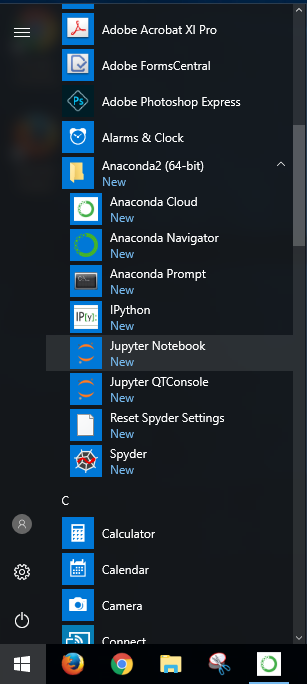 Adobe Acrobat XI Pro
Adobe FormsCentral
Ps
Adobe Photoshop Express
Alarms & Clock
Anaconda2 (64-bit)
New
Anaconda Cloud
New
Anaconda Navigator
New
Anaconda Prompt
New
IP[y]:
IPython
New
Jupyter Notebook
New
Jupyter QTConsole
New
Reset Spyder Settings
New
Spyder
New
C
Calculator
Calendar
Camera
Connect